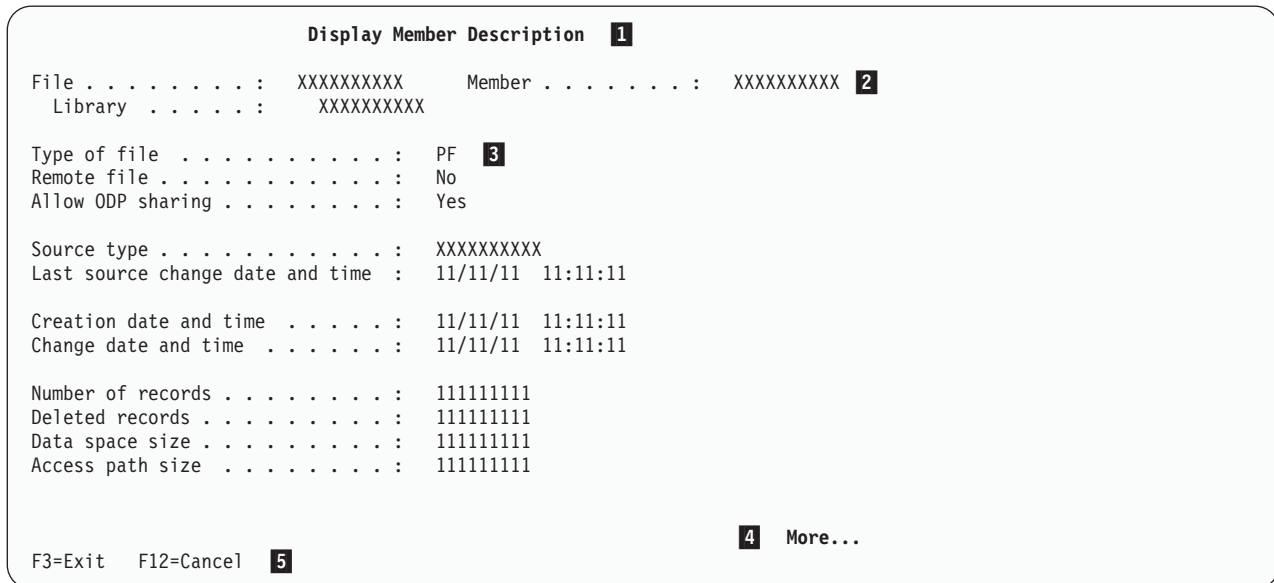 Display Member Description 1
File . . . . . . . . : XXXXXXXXXX Member . . . . . . . : XXXXXXXXXX 2
Library . . . . . : XXXXXXXXXX
Type of file . . . . . . . . . . : PF 3
Remote file . . . . . . . . . . . : No
Allow ODP sharing . . . . . . . . : Yes
Source type . . . . . . . . . . . : XXXXXXXXXX
Last source change date and time : 11/11/11 11:11:11
Creation date and time . . . . . : 11/11/11 11:11:11
Change date and time . . . . . . : 11/11/11 11:11:11
Number of records . . . . . . . . : 111111111
Deleted records . . . . . . . . . : 111111111
Data space size . . . . . . . . . : 111111111
Access path size . . . . . . . . : 111111111
4 More...
F3=Exit F12=Cancel 5